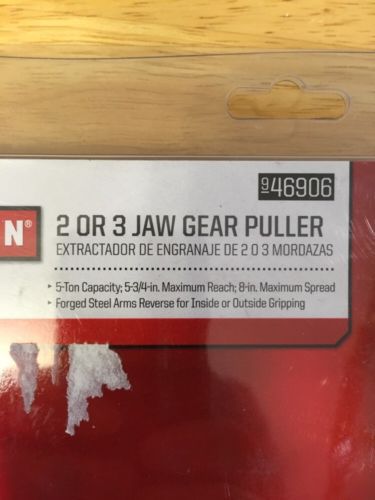 946906
N®
2 OR 3 JAW GEAR PULLER
EXTRACTADOR DE ENGRANAJE DE 2 O 3 MORDAZAS
▸ 5-Ton Capacity; 5-3/4-in. Maximum Reach; 8-in. Maximum Spread
▸ Forged Steel Arms Reverse for Inside or Outside Gripping